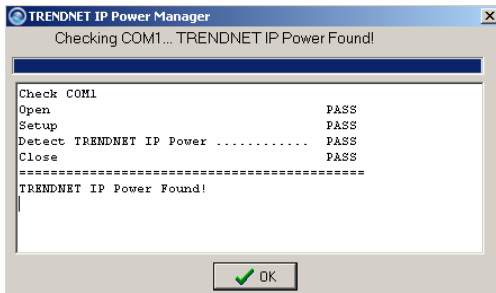 TRENDNET IP Power Manager
Checking COM1... TRENDNET IP Power Found!
Check COM1
Open PASS
Setup PASS
Detect TRENDNET IP Power ............ PASS
Close PASS
============================================
TRENDNET IP Power Found!
OK